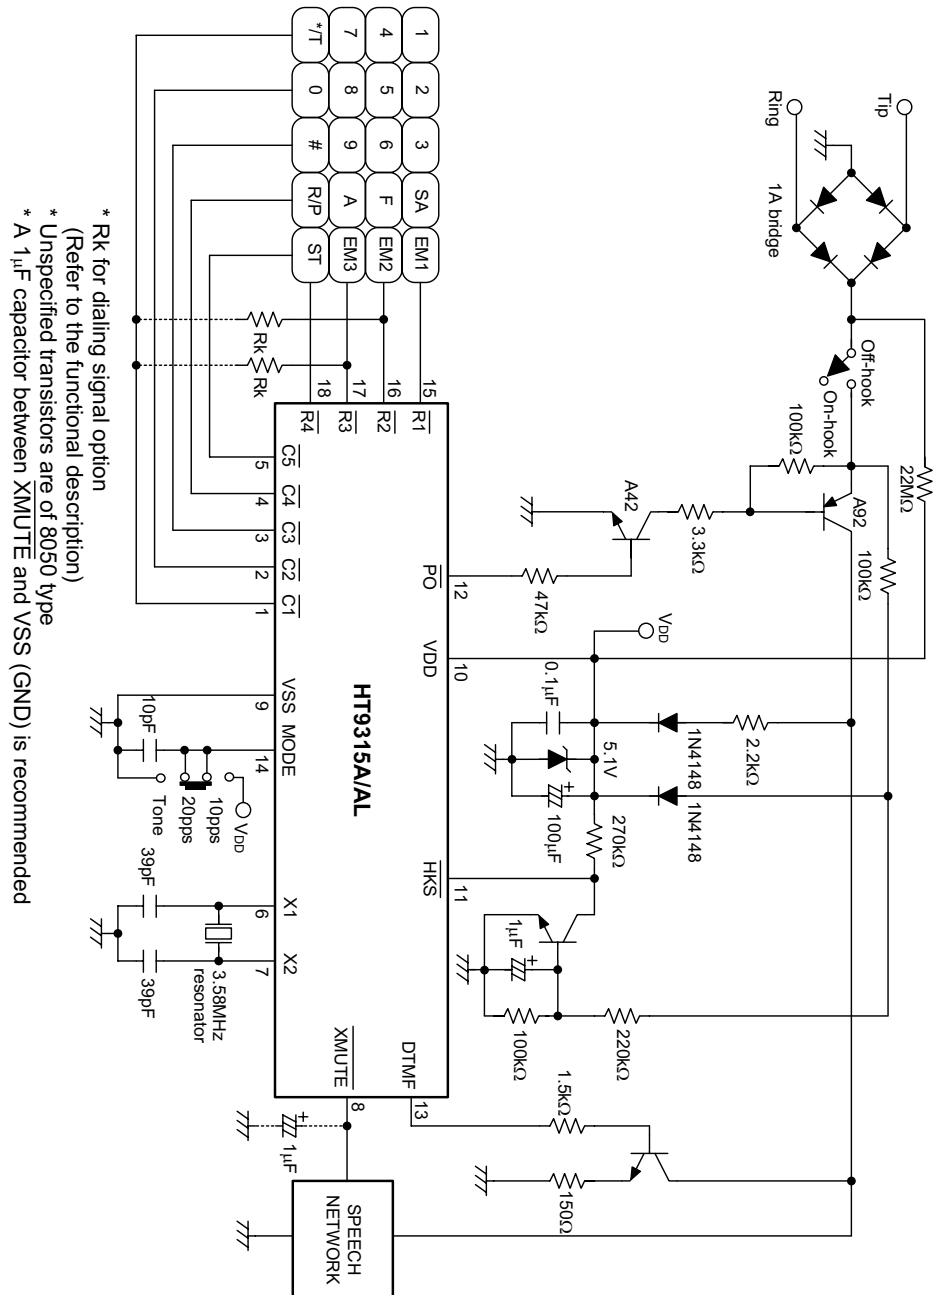 Tip
Ring
1A bridge
Off-hook
On-hook
22MΩ
100kΩ
A92
100kΩ
3.3kΩ
A42
47kΩ
VDD
2.2kΩ
1N4148
1N4148
0.1µF
5.1V
100µF
270kΩ
1µF
+
+
100kΩ
220kΩ
1.5kΩ
150Ω
1 2 3 SA EM1
4 5 6 F EM2
7 8 9 A EM3
*/T 0 # R/P ST
Rk
Rk
15 16 17 18
R1 R2 R3 R4
12 10 11
PO VDD HKS
HT9315A/AL
DTMF 13
XMUTE 8
C5 C4 C3 C2 C1 VSS MODE X1 X2
5 4 3 2 1 9 14 6 7
10pF
VDD
10pps
20pps
Tone
39pF
39pF
3.58MHz
resonator
+
1µF
SPEECH
NETWORK
* Rk for dialing signal option
(Refer to the functional description)
* Unspecified transistors are of 8050 type
* A 1µF capacitor between XMUTE and VSS (GND) is recommended